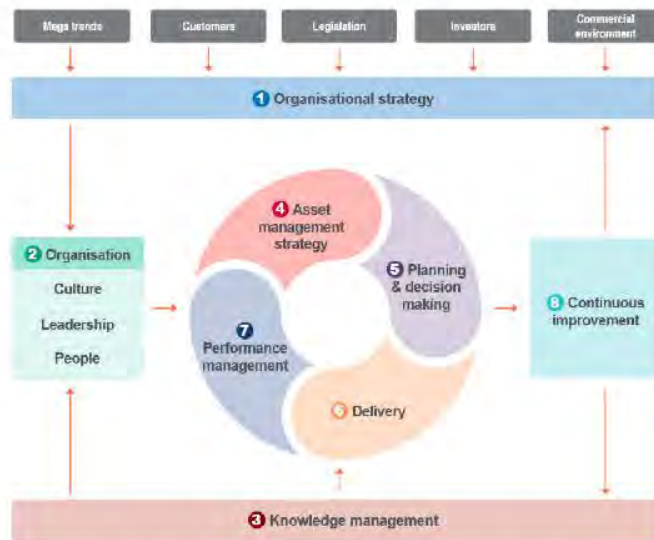 Mega trends
Customers
Legislation
Investors
Commercial
environment
1 Organisational strategy
4 Asset
management
strategy
2 Organisation
Culture
Leadership
People
5 Planning
& decision
making
8 Continuous
improvement
7
Performance
management
6 Delivery
3 Knowledge management